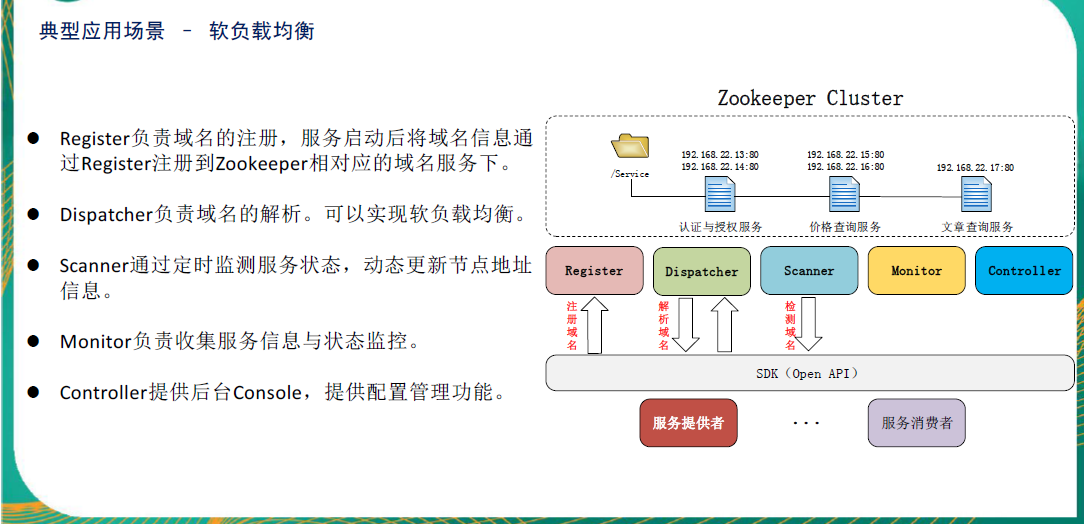 典型应用场景 – 软负载均衡
Register负责域名的注册，服务启动后将域名信息通
过Register注册到Zookeeper相对应的域名服务下。
Dispatcher负责域名的解析。可以实现软负载均衡。
Scanner通过定时监测服务状态，动态更新节点地址
信息。
Monitor负责收集服务信息与状态监控。
Controller提供后台Console，提供配置管理功能。
Zookeeper Cluster
/Service
192.168.22.13:80
192.168.22.14:80
认证与授权服务
192.168.22.15:80
192.168.22.16:80
价格查询服务
192.168.22.17:80
文章查询服务
Register
Dispatcher
Scanner
Monitor
Controller
注册域名
解析域名
检测域名
SDK（Open API）
服务提供者
...
服务消费者